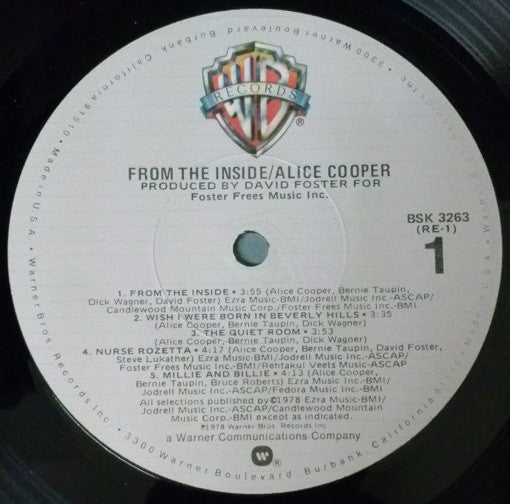 WB
RECORDS
®
FROM THE INSIDE/ALICE COOPER
PRODUCED BY DAVID FOSTER FOR
Foster Frees Music Inc.
BSK 3263
(RE-1)
1
1. FROM THE INSIDE • 3:55 (Alice Cooper, Bernie Taupin,
Dick Wagner, David Foster) Ezra Music-BMI/Jodrell Music Inc.-ASCAP/
Candlewood Mountain Music Corp./Foster Frees Music Inc.-BMI
2. WISH I WERE BORN IN BEVERLY HILLS • 3:35
(Alice Cooper, Bernie Taupin, Dick Wagner)
3. THE QUIET ROOM • 3:53
(Alice Cooper, Bernie Taupin, Dick Wagner)
4. NURSE ROZETTA • 4:17 (Alice Cooper, Bernie Taupin, David Foster,
Steve Lukather) Ezra Music-BMI/Jodrell Music Inc.-ASCAP/
Foster Frees Music Inc.-BMI/Rehtakul Veets Music-ASCAP
5. MILLIE AND BILLIE • 4:13 (Alice Cooper,
Bernie Taupin, Bruce Roberts) Ezra Music-BMI/
Jodrell Music Inc.-ASCAP/Fedora Music-BMI
All selections published by ©1978 Ezra Music-BMI/
Jodrell Music Inc.-ASCAP/Candlewood Mountain
Music Corp.-BMI except as indicated.
℗1978 Warner Bros. Records Inc.
a Warner Communications Company
Warner Bros. Records Inc. • 3300 Warner Boulevard, Burbank, California 91510 • Made in U.S.A.